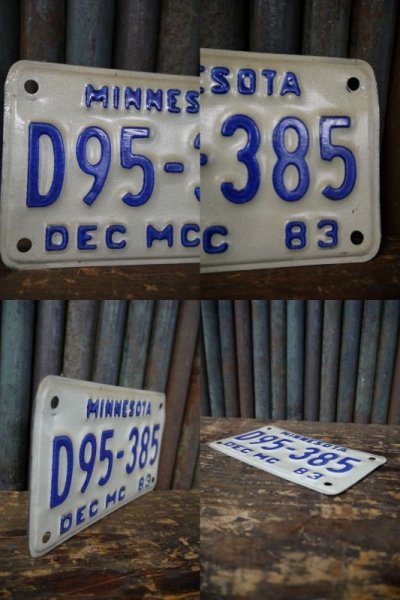 MINNES
D95-3
DEC MC
SOTA
385
C 83
MINNESOTA
D95-385
DEC MC 83
MINNESOTA
D95-385
DEC MC 83